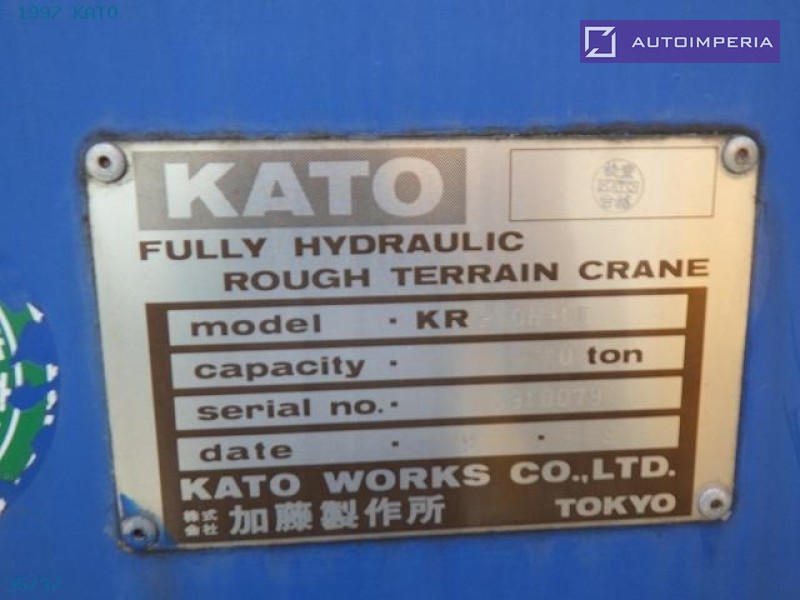 1997 KATO
AUTOIMPERIA
KATO
KATO
FULLY HYDRAULIC
ROUGH TERRAIN CRANE
model · KR
capacity · ton
serial no. ·
date · ·
KATO WORKS CO.,LTD.
株式会社 加藤製作所 TOKYO